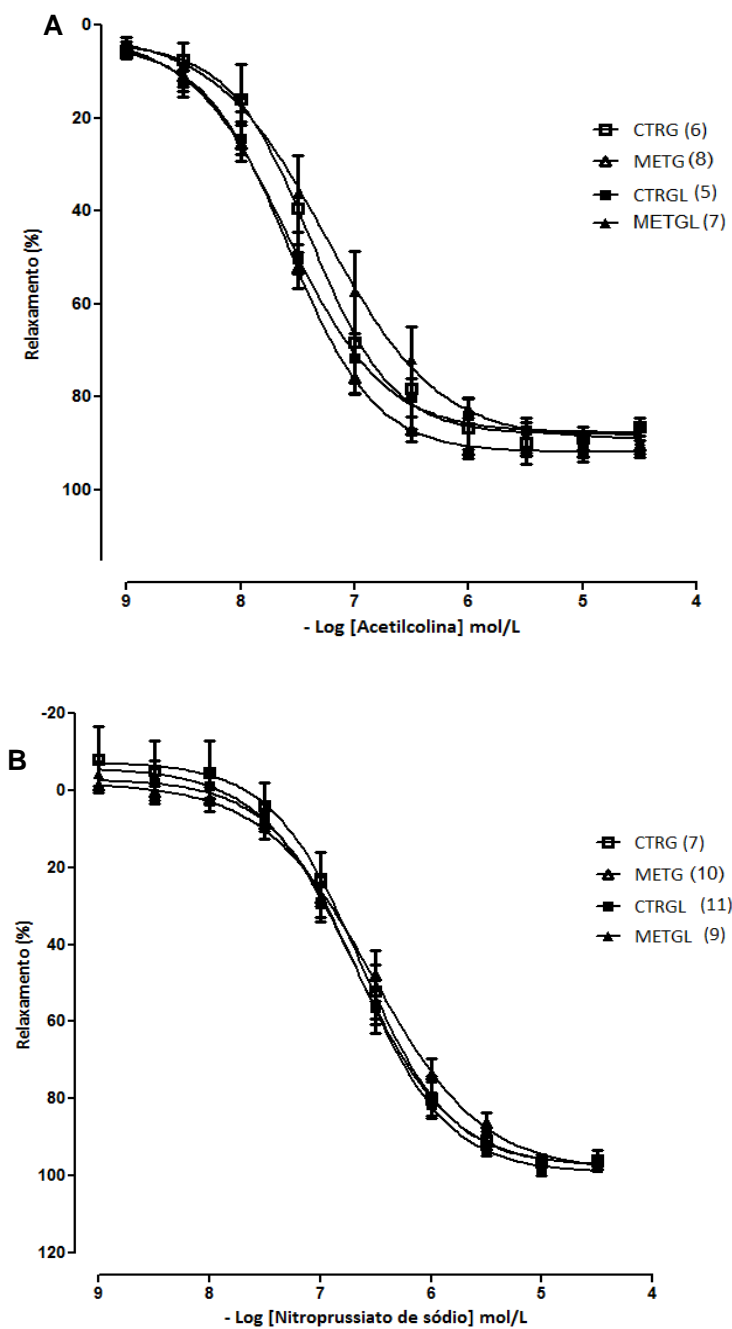 A
0
20
40
60
80
100
Relaxamento (%)
CTRG (6)
METG (8)
CTRGL (5)
METGL (7)
9 8 7 6 5 4
- Log [Acetilcolina] mol/L
B
-20
0
20
40
60
80
100
120
Relaxamento (%)
CTRG (7)
METG (10)
CTRGL (11)
METGL (9)
9 8 7 6 5 4
- Log [Nitroprussiato de sódio] mol/L